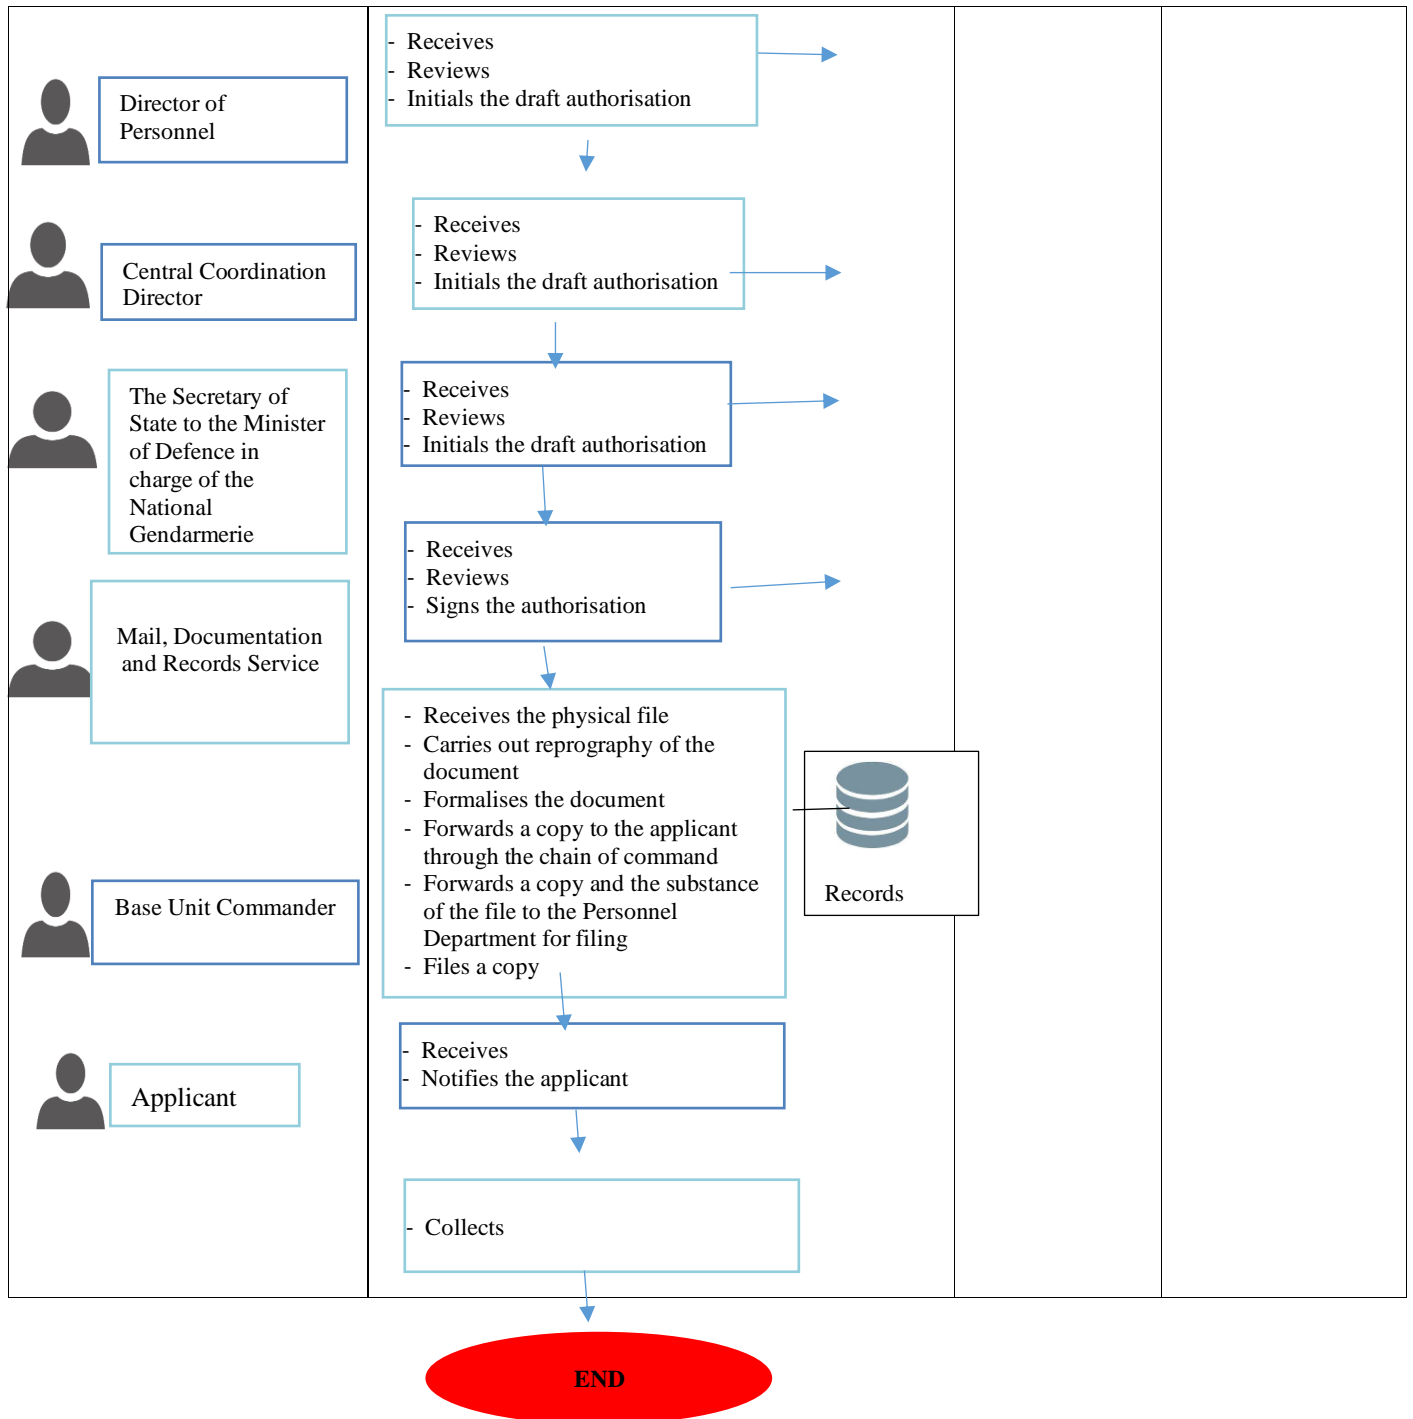 Director of
Personnel
Central Coordination
Director
The Secretary of
State to the Minister
of Defence in
charge of the
National
Gendarmerie
Mail, Documentation
and Records Service
Base Unit Commander
Applicant
- Receives
- Reviews
- Initials the draft authorisation
- Receives
- Reviews
- Initials the draft authorisation
- Receives
- Reviews
- Initials the draft authorisation
- Receives
- Reviews
- Signs the authorisation
- Receives the physical file
- Carries out reprography of the
document
- Formalises the document
- Forwards a copy to the applicant
through the chain of command
- Forwards a copy and the substance
of the file to the Personnel
Department for filing
- Files a copy
Records
- Receives
- Notifies the applicant
- Collects
END